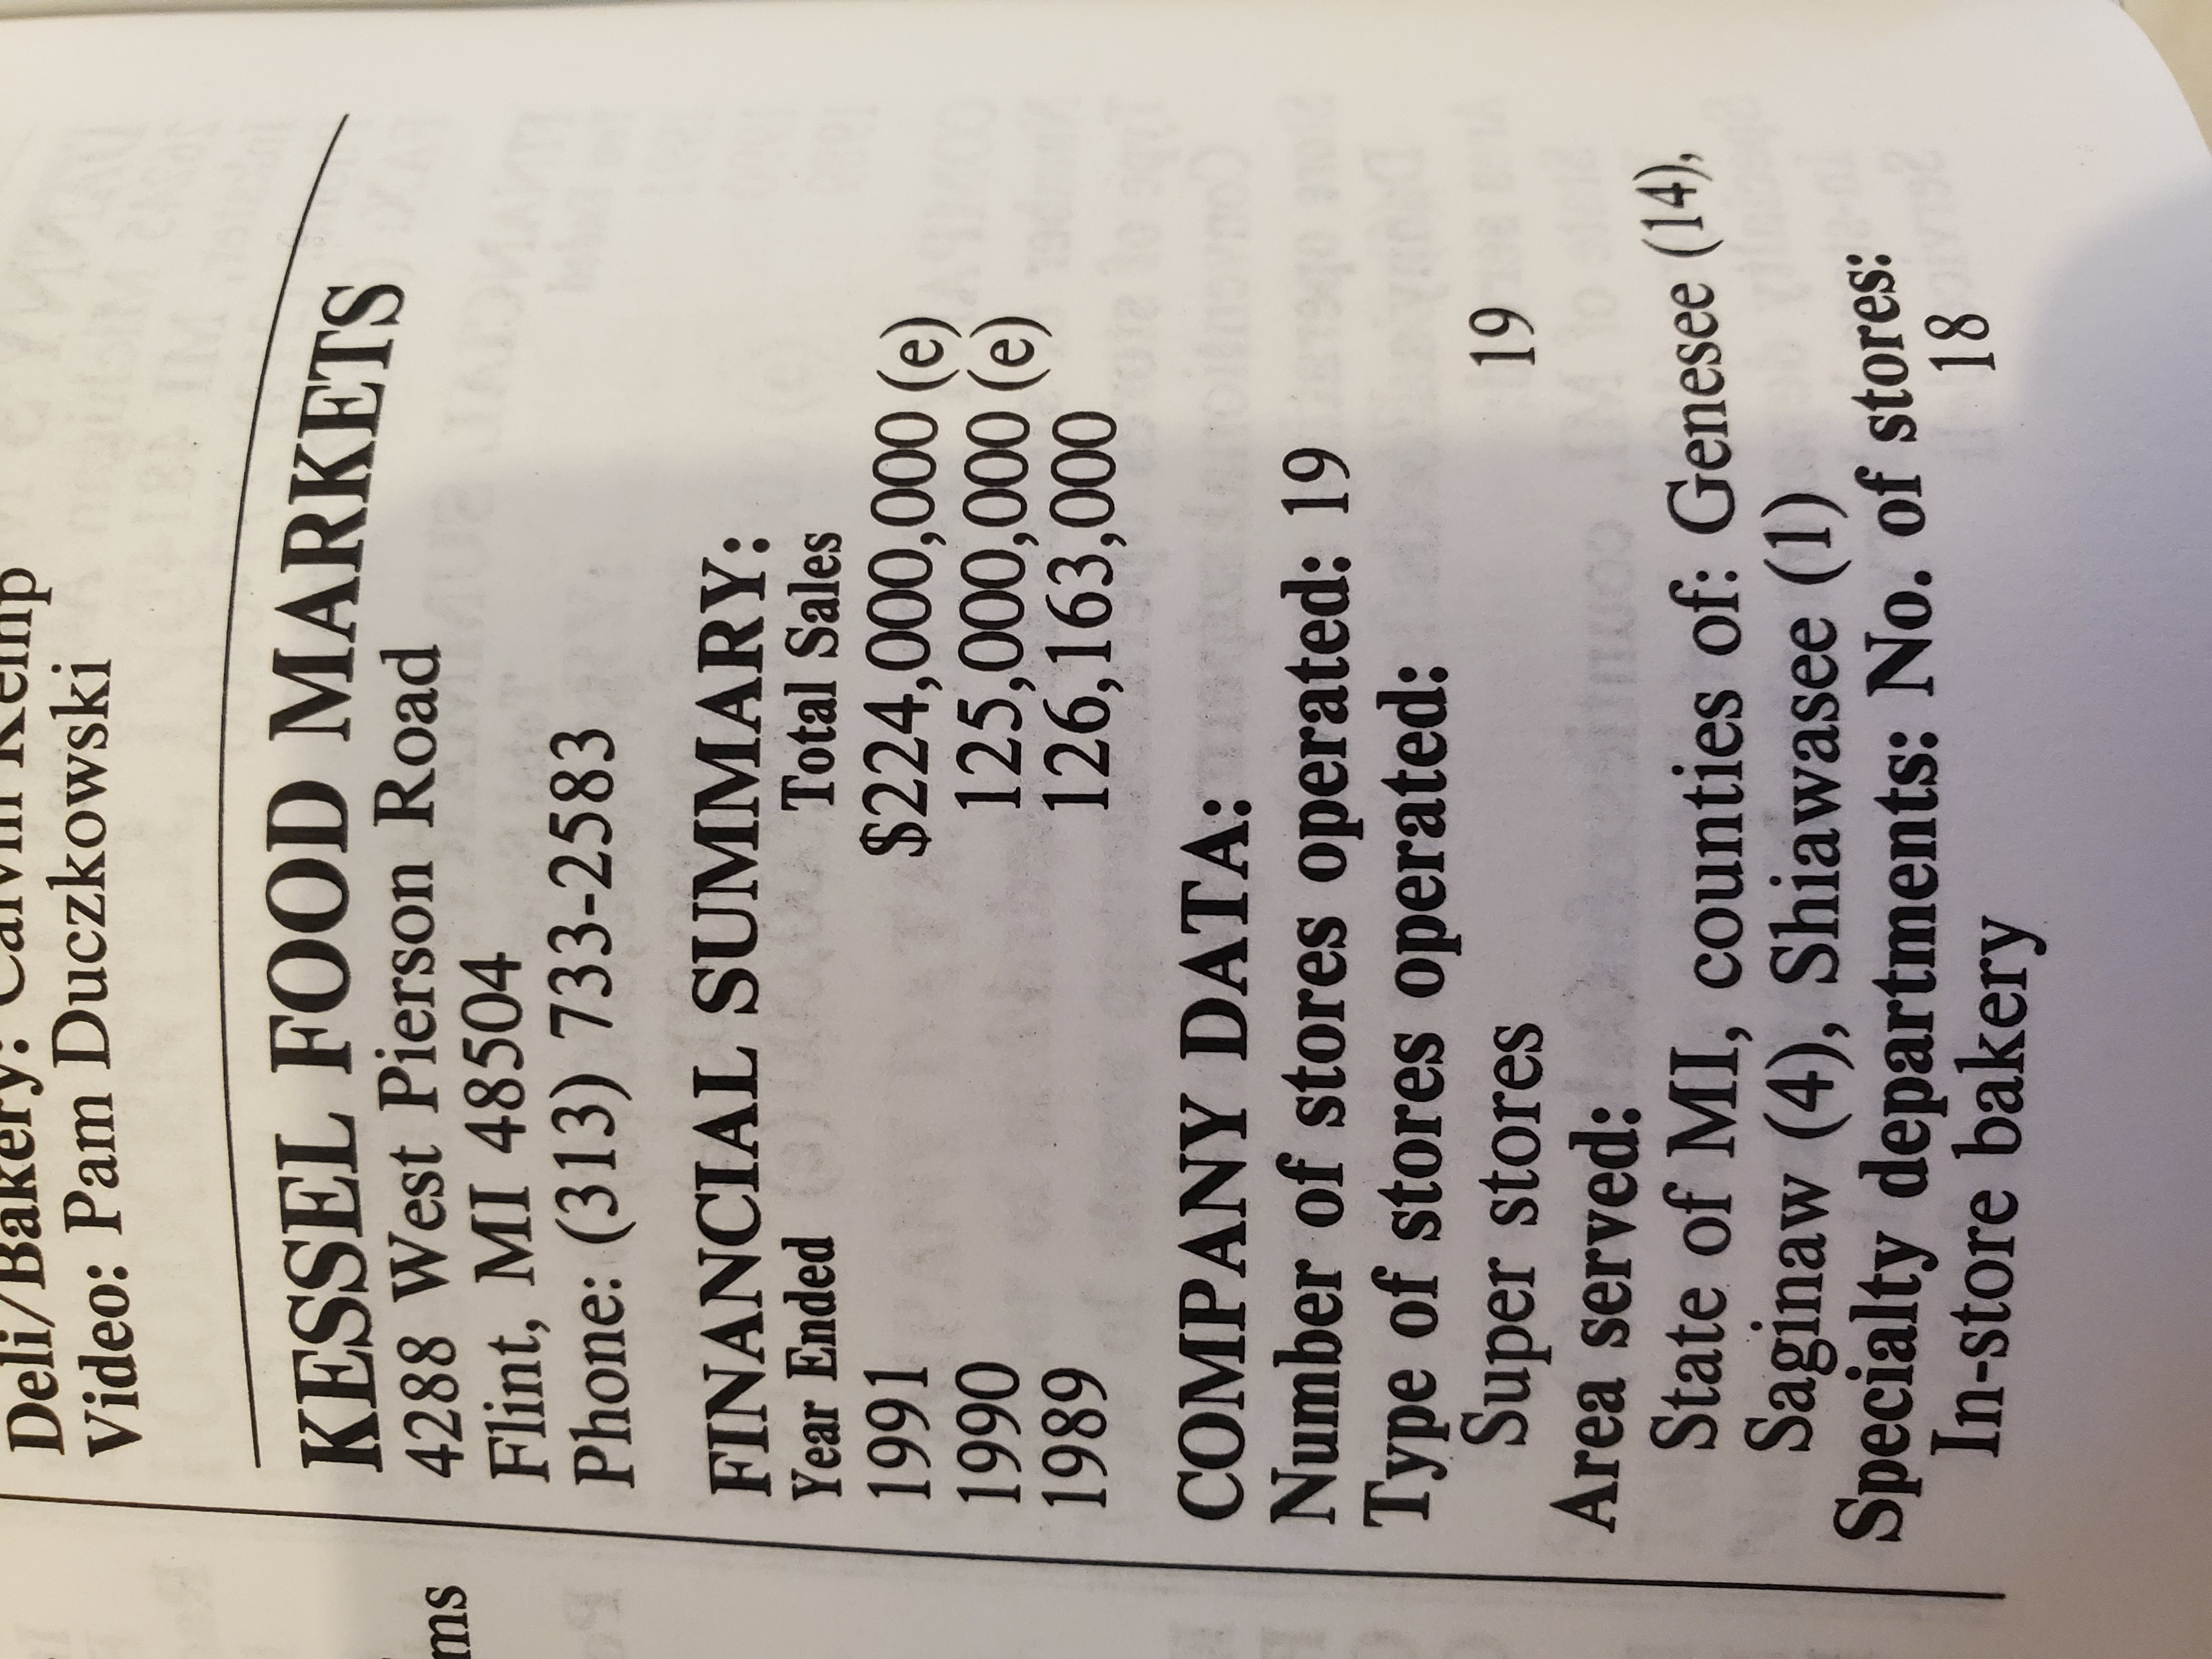 Deli/Bakery: Calvin Kemp
Video: Pam Duczkowski
KESSEL FOOD MARKETS
4288 West Pierson Road
Flint, MI 48504
Phone: (313) 733-2583
FINANCIAL SUMMARY:
Year Ended Total Sales
1991 $224,000,000 (e)
1990 125,000,000 (e)
1989 126,163,000
COMPANY DATA:
Number of stores operated: 19
Type of stores operated:
Super stores 19
Area served:
State of MI, counties of: Genesee (14),
Saginaw (4), Shiawasee (1)
Specialty departments: No. of stores:
In-store bakery 18